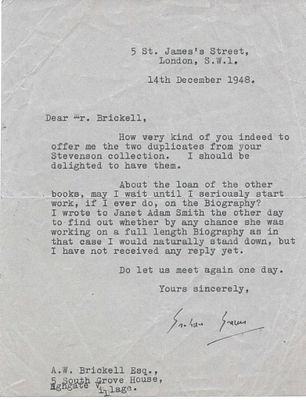 5 St. James's Street,
London, S.W.1.
14th December 1948.
Dear Mr. Brickell,
How very kind of you indeed to
offer me the two duplicates from your
Stevenson collection. I should be
delighted to have them.
About the loan of the other
books, may I wait until I seriously start
work, if I ever do, on the Biography?
I wrote to Janet Adam Smith the other day
to find out whether by any chance she was
working on a full length Biography as in
that case I would naturally stand down, but
I have not received any reply yet.
Do let us meet again one day.
Yours sincerely,
Graham Greene
A.W. Brickell Esq.,
5 South Grove House,
Highgate Village.